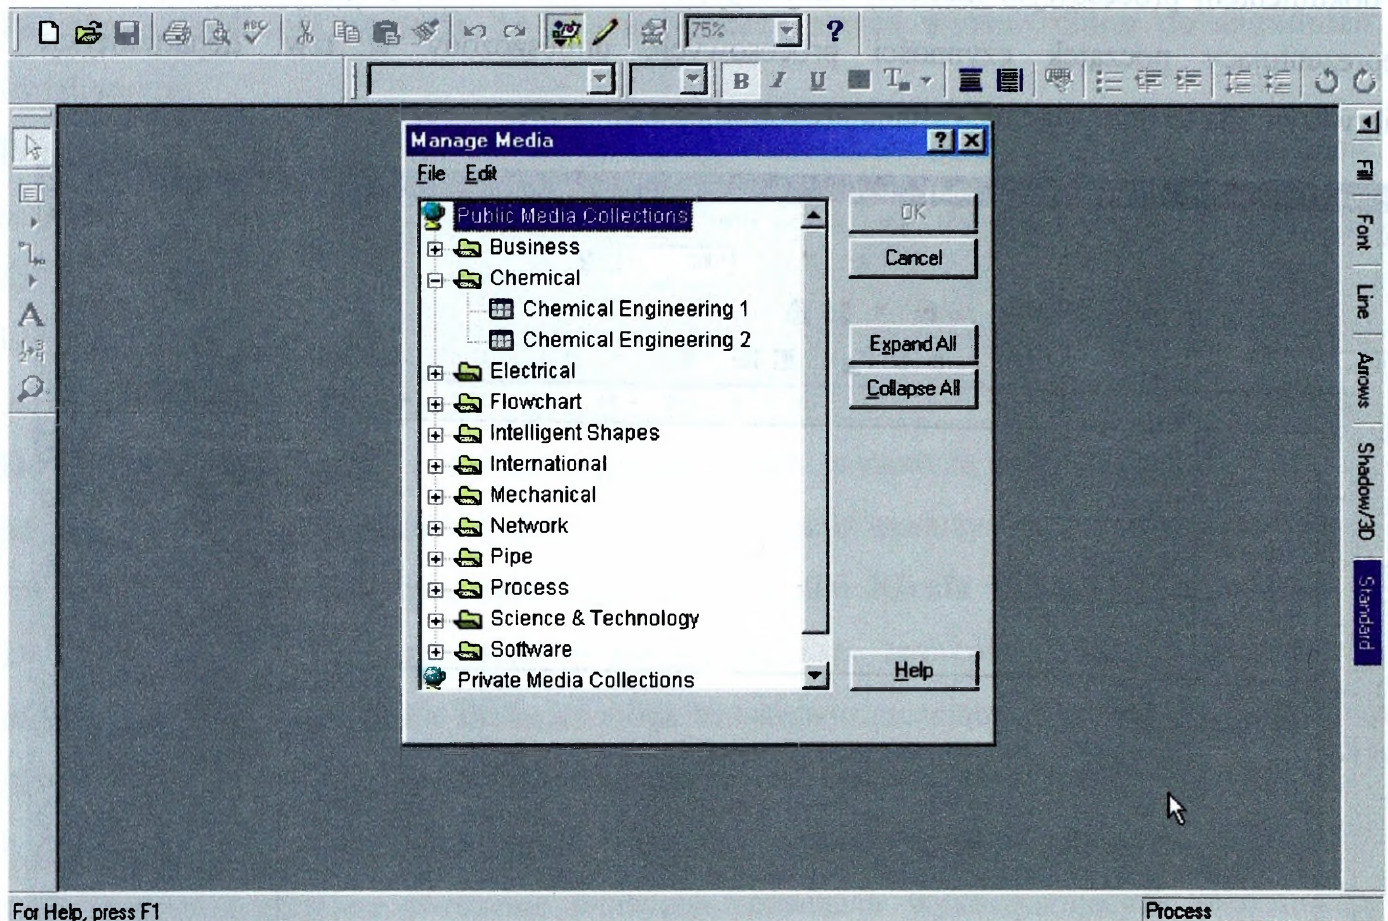 ABC
75%
?
B I U T
Manage Media
? X
File Edit
Public Media Collections
OK
Business
Cancel
Chemical
Chemical Engineering 1
Chemical Engineering 2
Expand All
Electrical
Collapse All
Flowchart
Intelligent Shapes
International
Mechanical
Network
Pipe
Process
Science & Technology
Software
Help
Private Media Collections
A
Fill
Font
Line
Arrows
Shadow/3D
Standard
For Help, press F1
Process